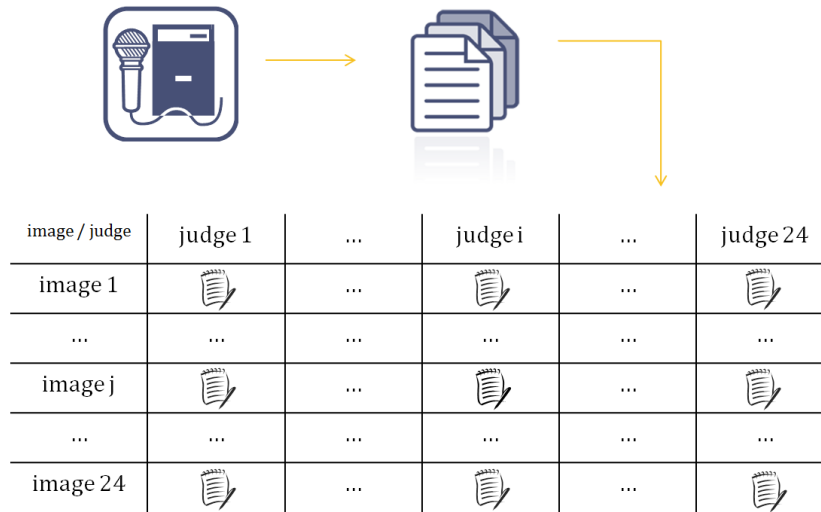 image / judge judge 1 ... judge i ... judge 24
image 1 ... ...
... ... ... ... ... ...
image j ... ...
... ... ... ... ... ...
image 24 ... ...